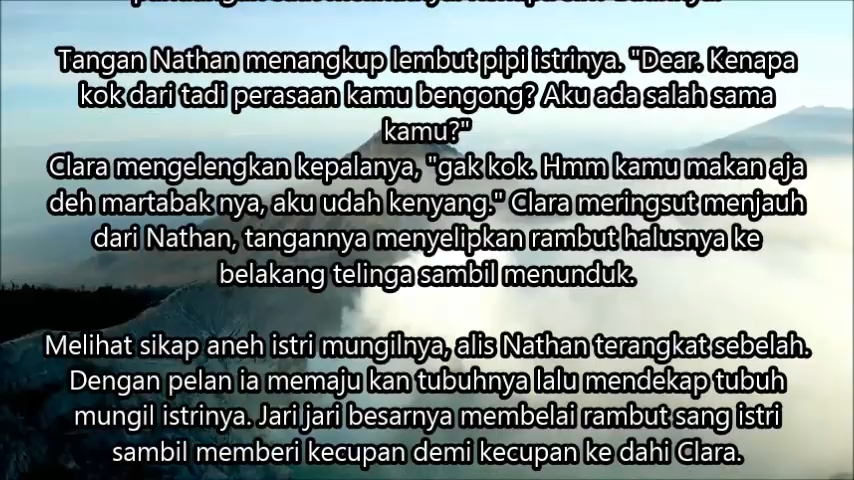 Tangan Nathan menangkup lembut pipi istrinya. "Dear. Kenapa
kok dari tadi perasaan kamu bengong? Aku ada salah sama
kamu?"
Clara mengelengkan kepalanya, "gak kok. Hmm kamu makan aja
deh martabak nya, aku udah kenyang." Clara meringsut menjauh
dari Nathan, tangannya menyelipkan rambut halusnya ke
belakang telinga sambil menunduk.
Melihat sikap aneh istri mungilnya, alis Nathan terangkat sebelah.
Dengan pelan ia memaju kan tubuhnya lalu mendekap tubuh
mungil istrinya. Jari jari besarnya membelai rambut sang istri
sambil memberi kecupan demi kecupan ke dahi Clara.